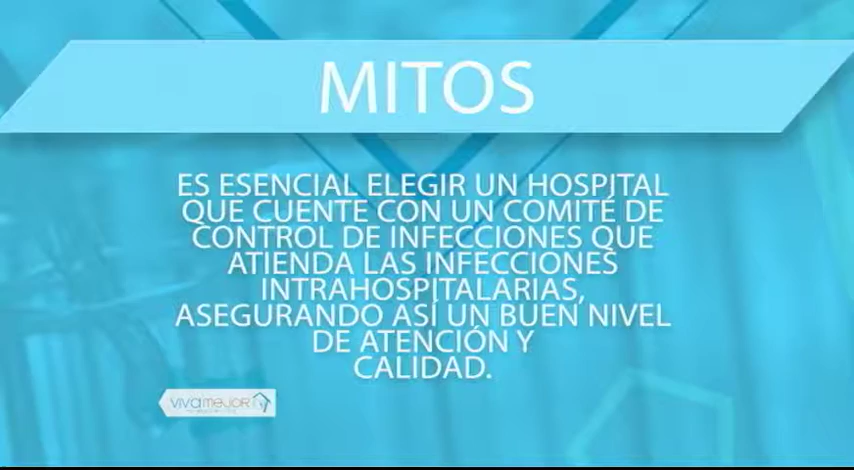 MITOS
ES ESENCIAL ELEGIR UN HOSPITAL
QUE CUENTE CON UN COMITÉ DE
CONTROL DE INFECCIONES QUE
ATIENDA LAS INFECCIONES
INTRAHOSPITALARIAS,
ASEGURANDO ASÍ UN BUEN NIVEL
DE ATENCIÓN Y
CALIDAD.
vivamejor